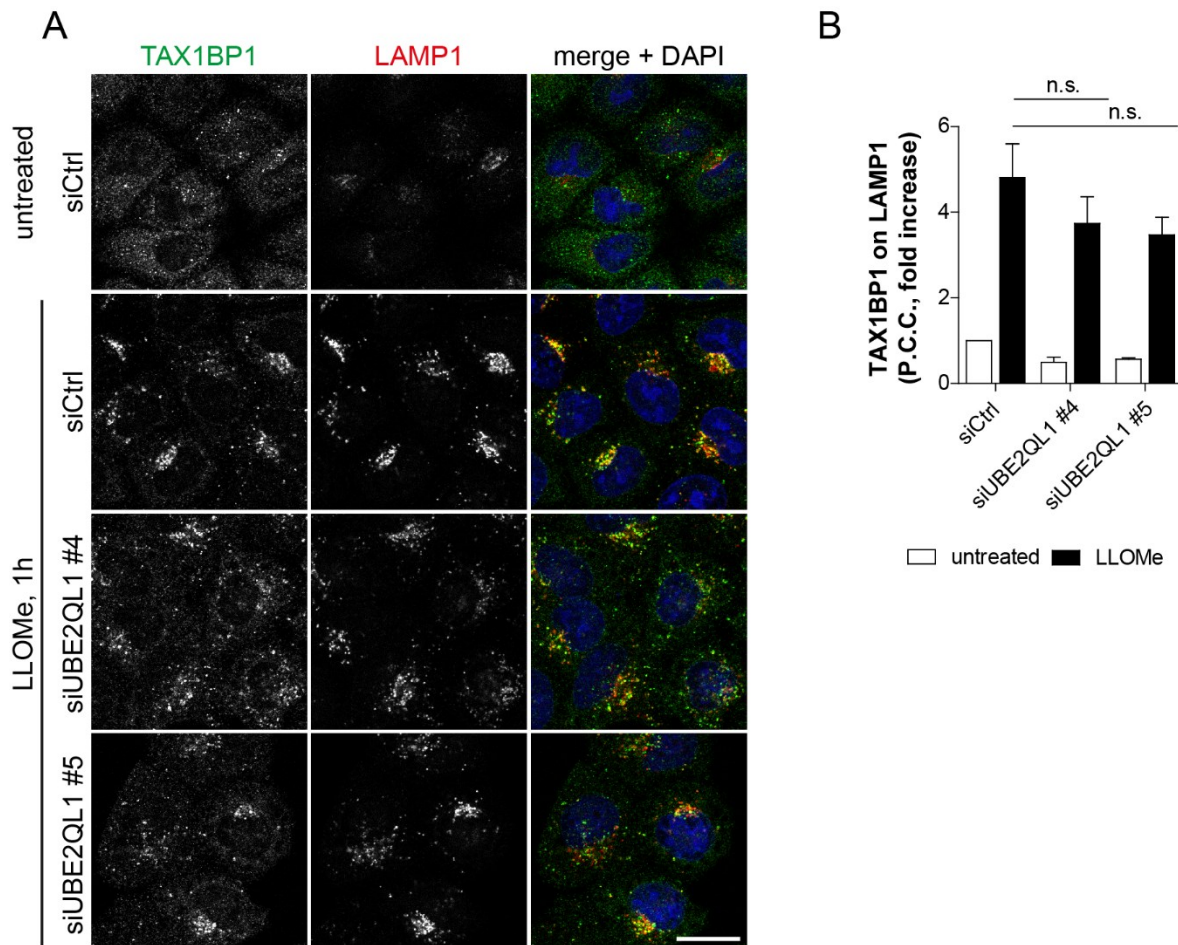 A
TAX1BP1
LAMP1
merge + DAPI
untreated
siCtrl
LLOMe, 1h
siCtrl
siUBE2QL1 #4
siUBE2QL1 #5
B
n.s.
n.s.
TAX1BP1 on LAMP1
(P.C.C., fold increase)
6
4
2
0
siCtrl
siUBE2QL1 #4
siUBE2QL1 #5
untreated
LLOMe